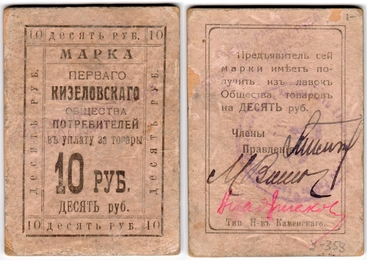 10 ДЕСЯТЬ РУБ. 10
ДЕСЯТЬ РУБ.
МАРКА
ПЕРВАГО
КИЗЕЛОВСКАГО
ОБЩЕСТВА
ПОТРЕБИТЕЛЕЙ
въ уплату за товары
10 РУБ.
ДЕСЯТЬ руб.
ДЕСЯТЬ РУБ.
10 ДЕСЯТЬ РУБ. 10
Предъявитель сей
марки имѣетъ по-
лучить изъ лавокъ
Общества, товаровъ
на ДЕСЯТЬ руб.
Члены
Правленія
Тип. Н-въ Каменскаго.
У-358